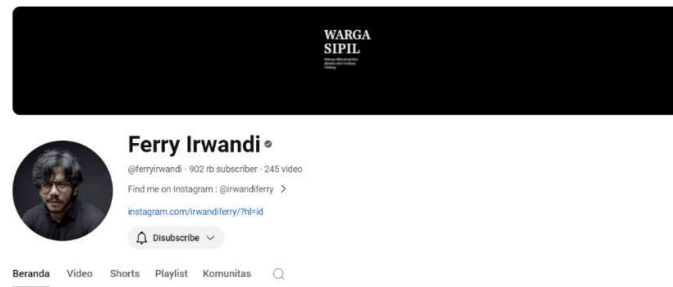 WARGA
SIPIL
Ferry Irwandi
@ferryirwandi · 902 rb subscriber · 245 video
Find me on Instagram : @irwandiferry >
instagram.com/irwandiferry/?hl=id
Disubscribe
Beranda Video Shorts Playlist Komunitas